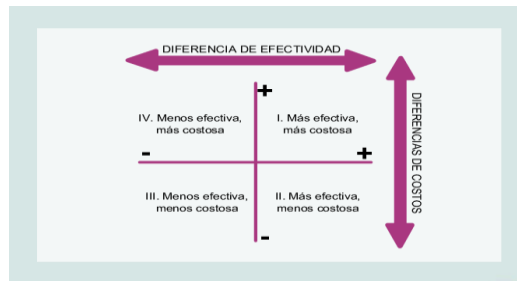 DIFERENCIA DE EFECTIVIDAD
+
IV. Menos efectiva,
más costosa
I. Más efectiva,
más costosa
-
+
III. Menos efectiva,
menos costosa
II. Más efectiva,
menos costosa
-
DIFERENCIAS DE COSTOS